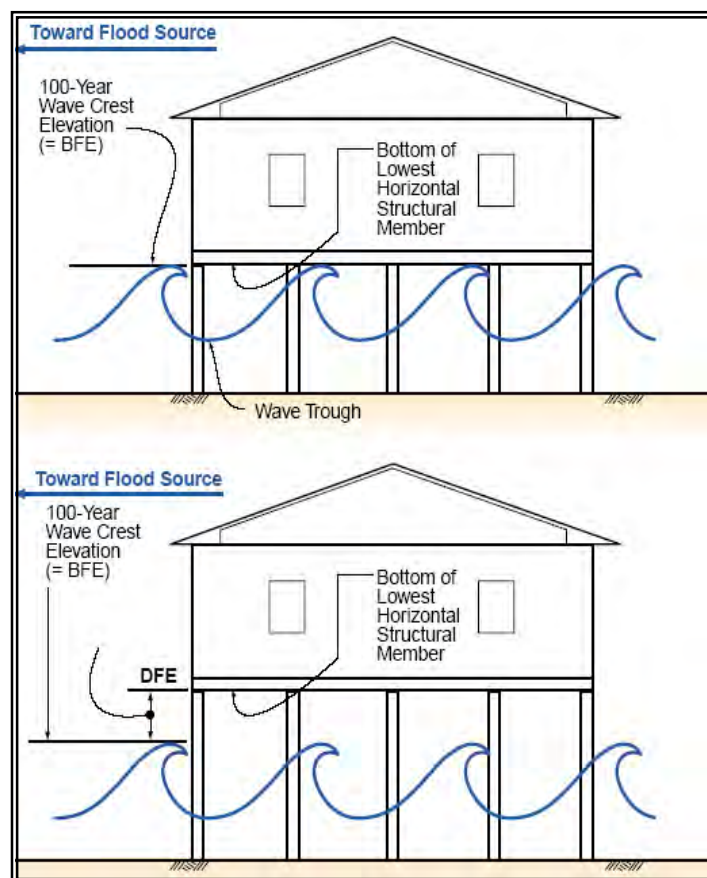 Toward Flood Source
100-Year
Wave Crest
Elevation
(= BFE)
Bottom of
Lowest
Horizontal
Structural
Member
Wave Trough
Toward Flood Source
100-Year
Wave Crest
Elevation
(= BFE)
Bottom of
Lowest
Horizontal
Structural
Member
DFE